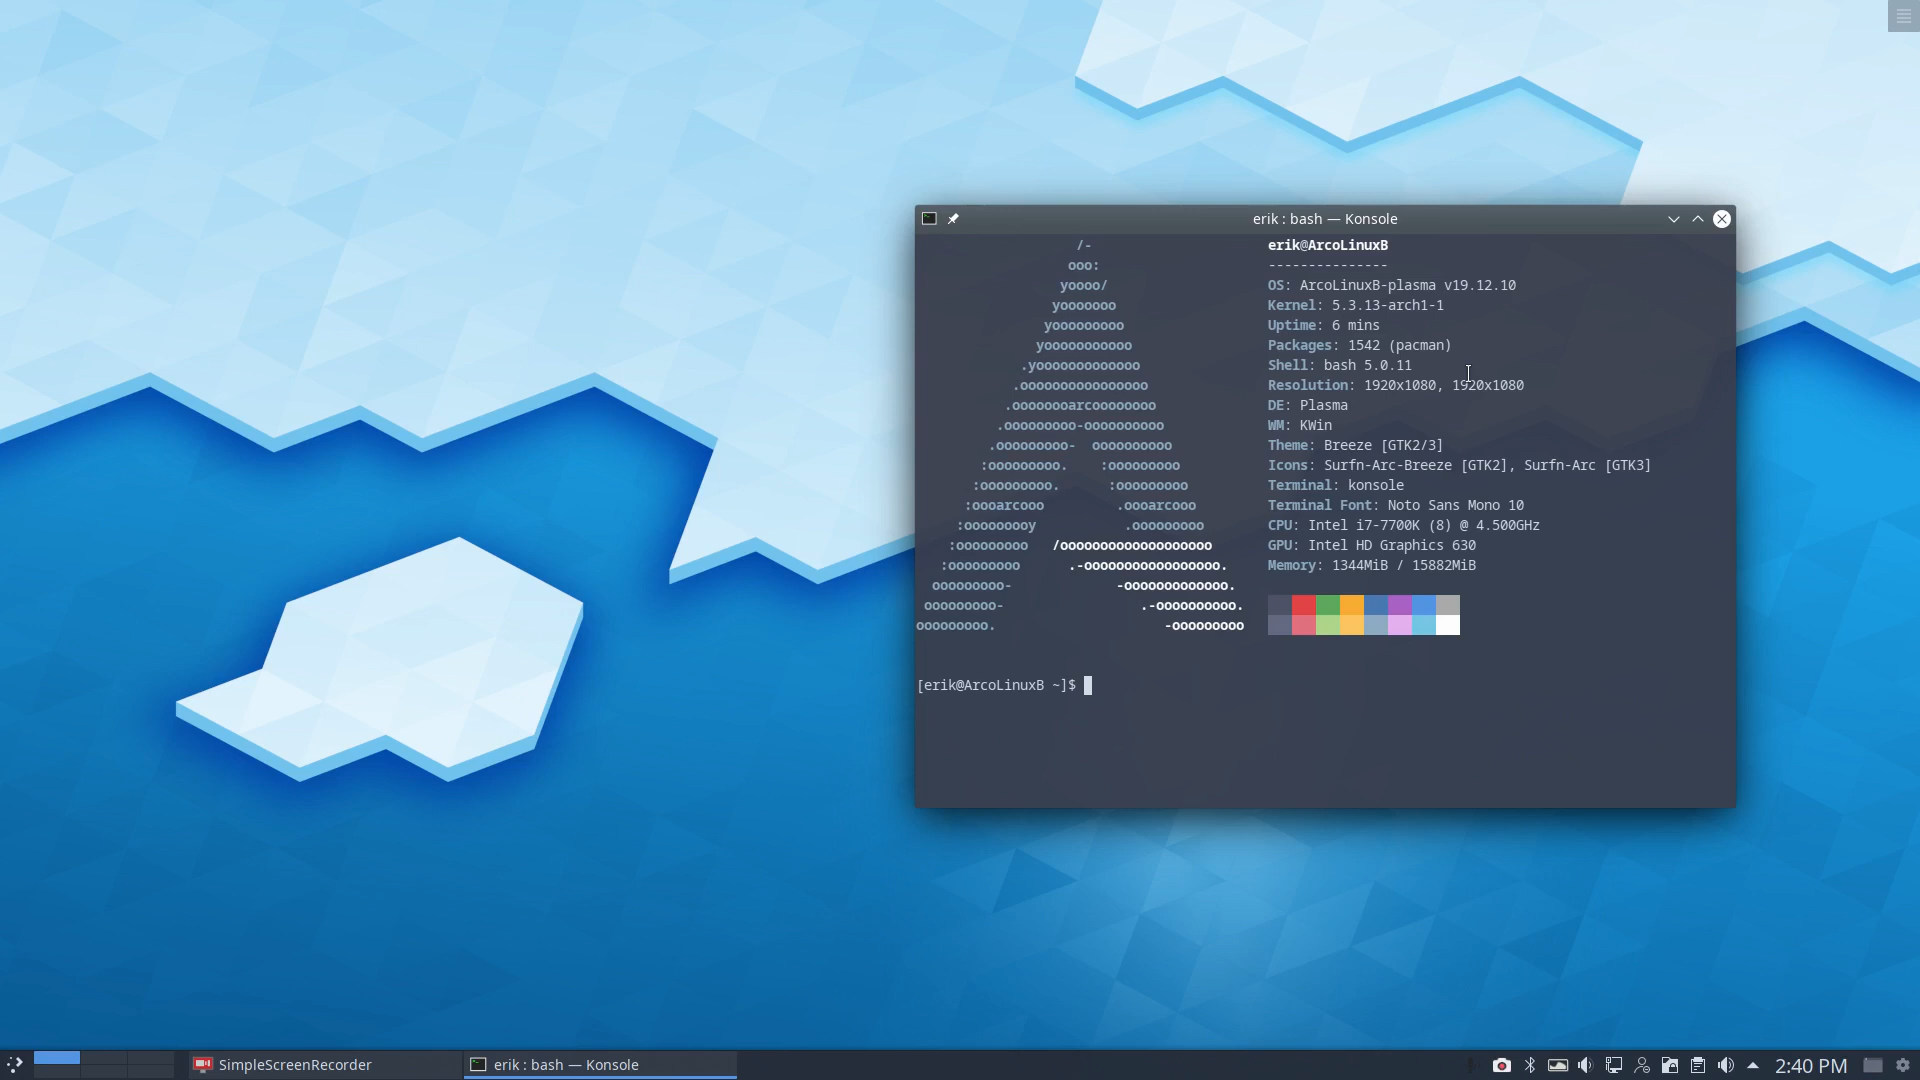 erik : bash — Konsole
/-
ooo:
yoooo/
yooooooo
yooooooooo
yooooooooooo
.yooooooooooooo
.oooooooooooooooo
.oooooooarcoooooooo
.ooooooooo-oooooooooo
.ooooooooo-  oooooooooo
:ooooooooo.    :ooooooooo
:ooooooooo.      :ooooooooo
:oooarcooo         .oooarcooo
:ooooooooy           .ooooooooo
:ooooooooo   /ooooooooooooooooooo
:ooooooooo      .-ooooooooooooooooo.
ooooooooo-             -ooooooooooooo.
ooooooooo-                 .-oooooooooo.
ooooooooo.                     -ooooooooo
erik@ArcoLinuxB
---------------
OS: ArcoLinuxB-plasma v19.12.10
Kernel: 5.3.13-arch1-1
Uptime: 6 mins
Packages: 1542 (pacman)
Shell: bash 5.0.11
Resolution: 1920x1080, 1920x1080
DE: Plasma
WM: KWin
Theme: Breeze [GTK2/3]
Icons: Surfn-Arc-Breeze [GTK2], Surfn-Arc [GTK3]
Terminal: konsole
Terminal Font: Noto Sans Mono 10
CPU: Intel i7-7700K (8) @ 4.500GHz
GPU: Intel HD Graphics 630
Memory: 1344MiB / 15882MiB
[erik@ArcoLinuxB ~]$
SimpleScreenRecorder
erik : bash — Konsole
2:40 PM